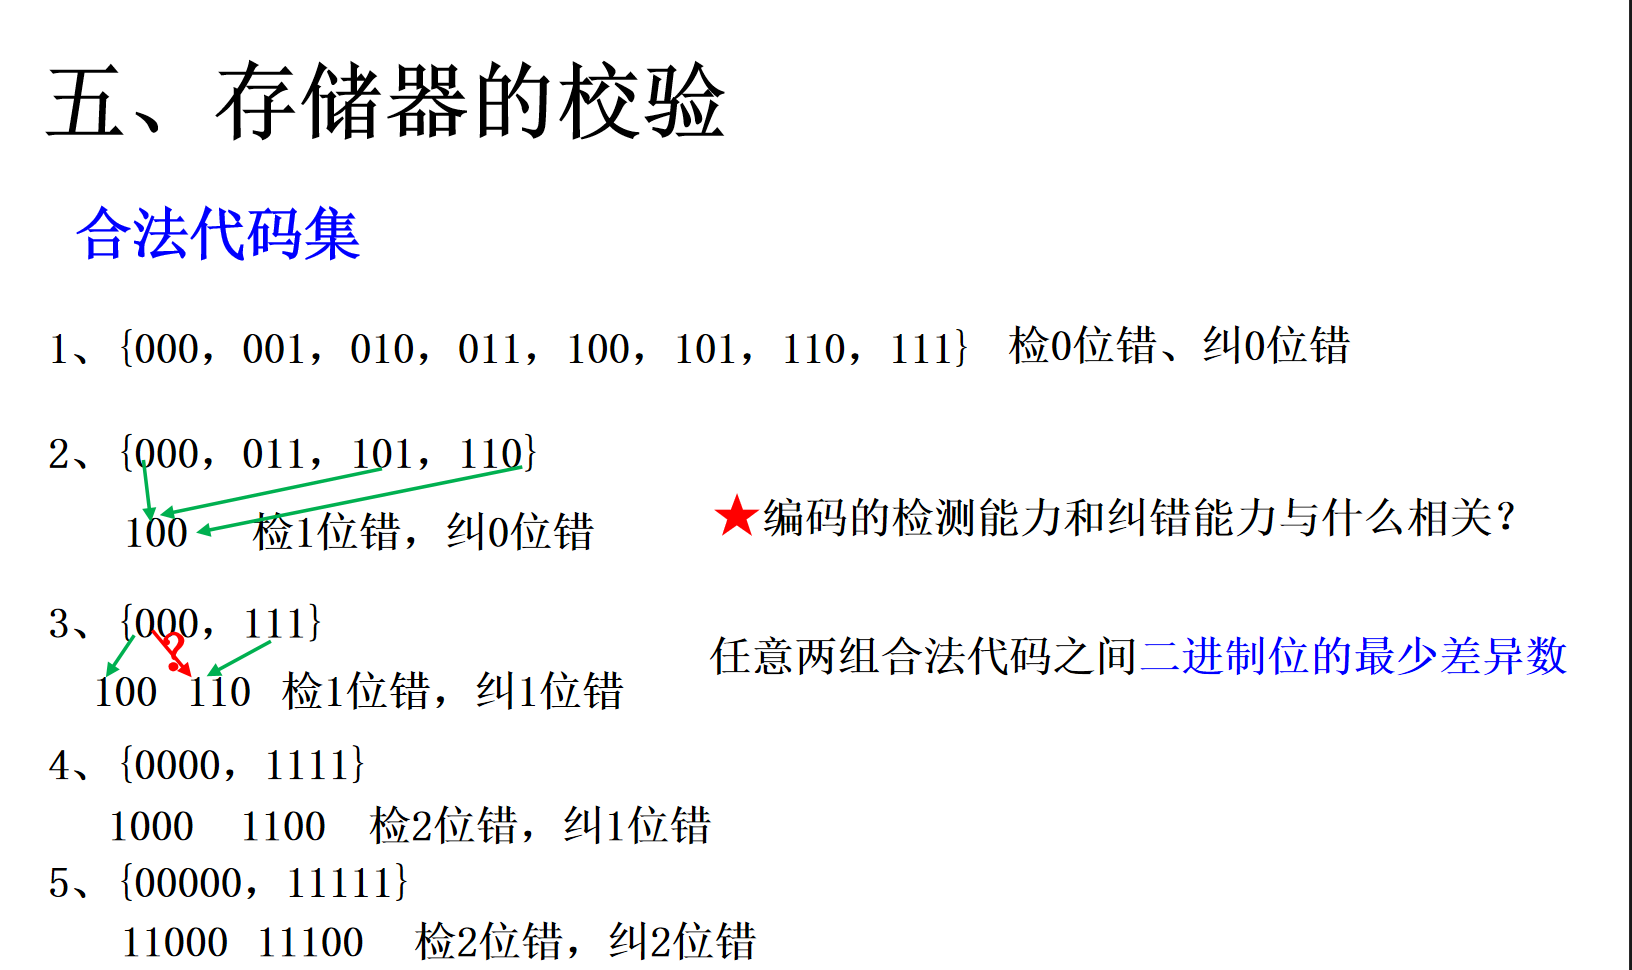 五、存储器的校验
合法代码集
1、{000，001，010，011，100，101，110，111} 检0位错、纠0位错
2、{000，011，101，110}
100 检1位错，纠0位错
★编码的检测能力和纠错能力与什么相关？
3、{000，111}
?
100 110 检1位错，纠1位错
任意两组合法代码之间二进制位的最少差异数
4、{0000，1111}
1000 1100 检2位错，纠1位错
5、{00000，11111}
11000 11100 检2位错，纠2位错